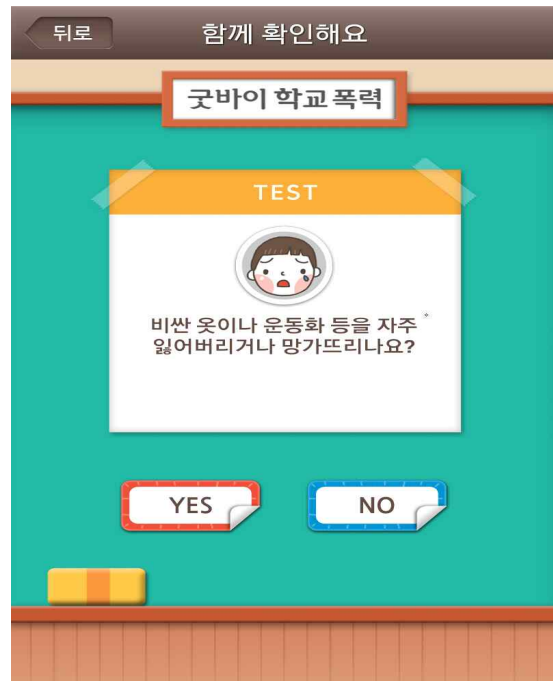 뒤로
함께 확인해요
굿바이 학교폭력
TEST
비싼 옷이나 운동화 등을 자주
잃어버리거나 망가뜨리나요?
YES
NO